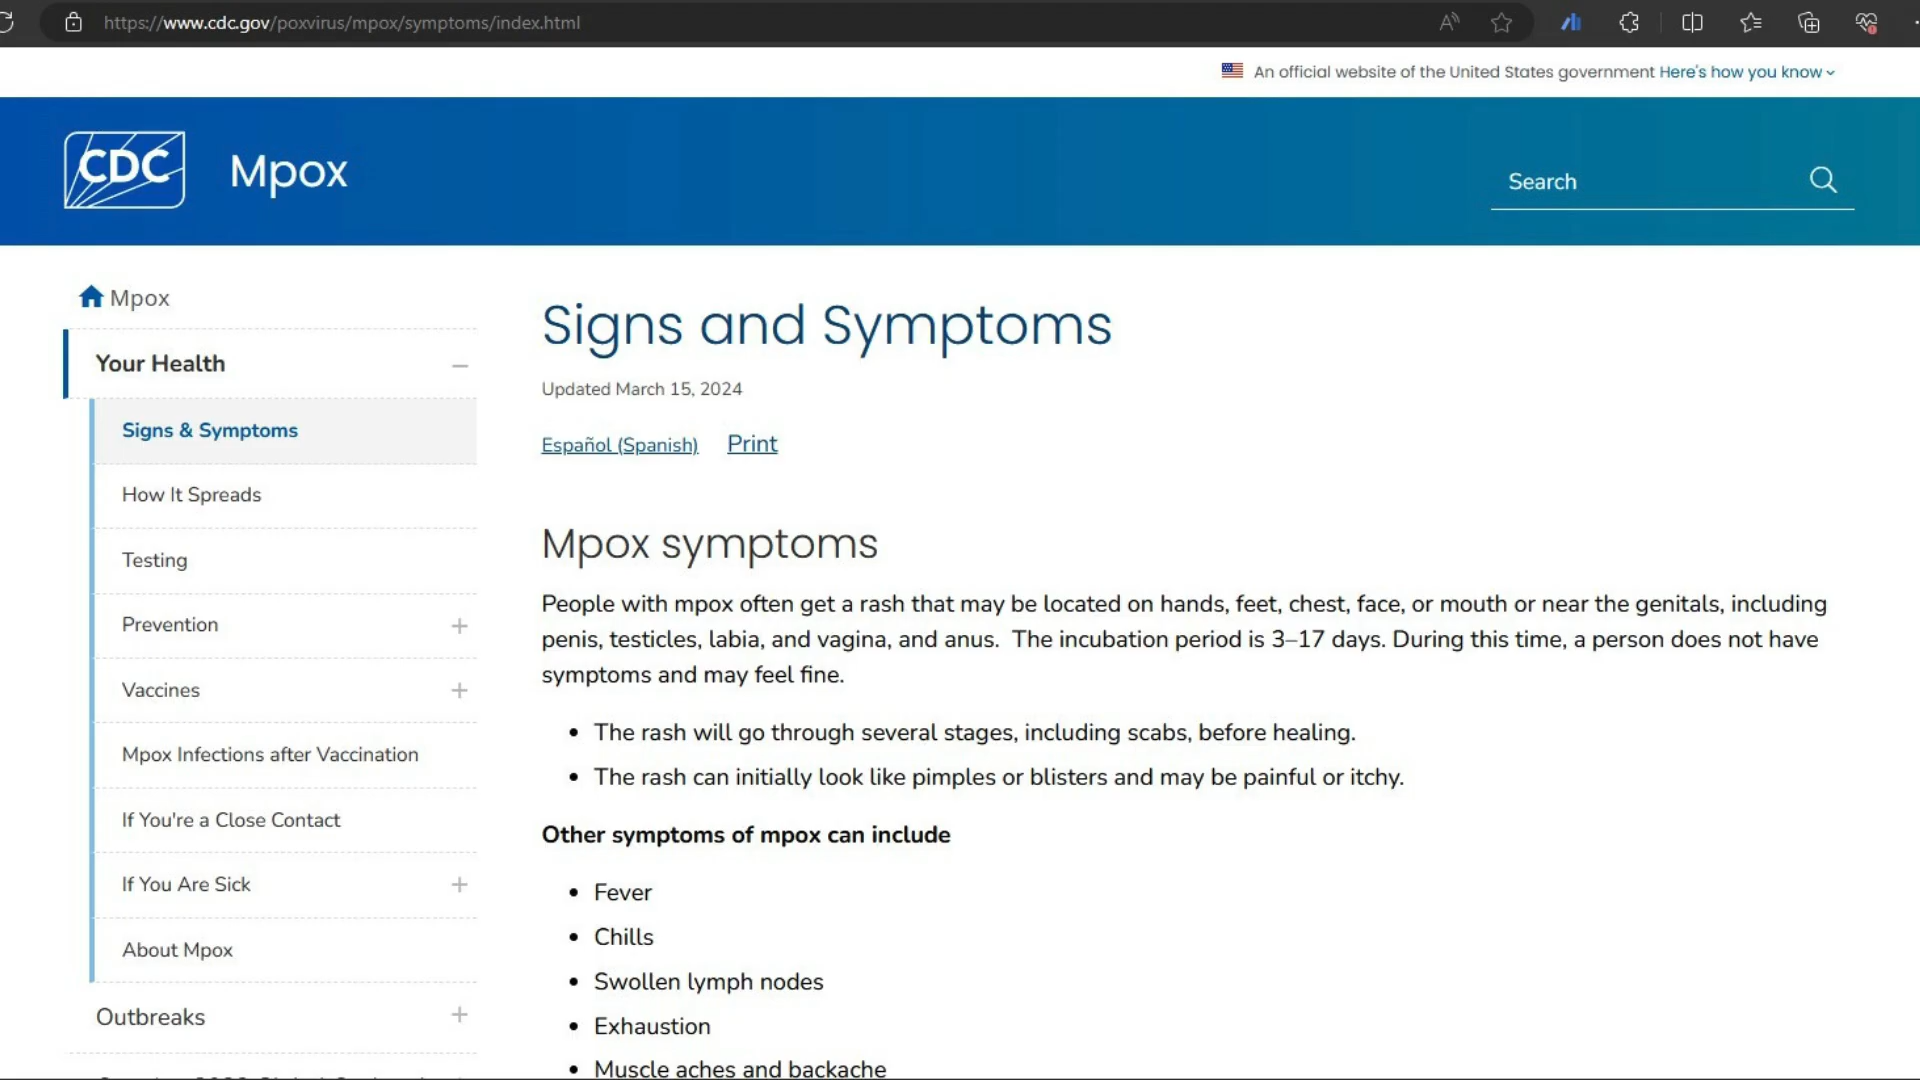 https://www.cdc.gov/poxvirus/mpox/symptoms/index.html
An official website of the United States government Here's how you know
CDC
Mpox
Search
Mpox
Your Health
Signs & Symptoms
How It Spreads
Testing
Prevention
Vaccines
Mpox Infections after Vaccination
If You're a Close Contact
If You Are Sick
About Mpox
Outbreaks
Signs and Symptoms
Updated March 15, 2024
Español (Spanish) Print
Mpox symptoms
People with mpox often get a rash that may be located on hands, feet, chest, face, or mouth or near the genitals, including
penis, testicles, labia, and vagina, and anus. The incubation period is 3–17 days. During this time, a person does not have
symptoms and may feel fine.
• The rash will go through several stages, including scabs, before healing.
• The rash can initially look like pimples or blisters and may be painful or itchy.
Other symptoms of mpox can include
• Fever
• Chills
• Swollen lymph nodes
• Exhaustion
• Muscle aches and backache